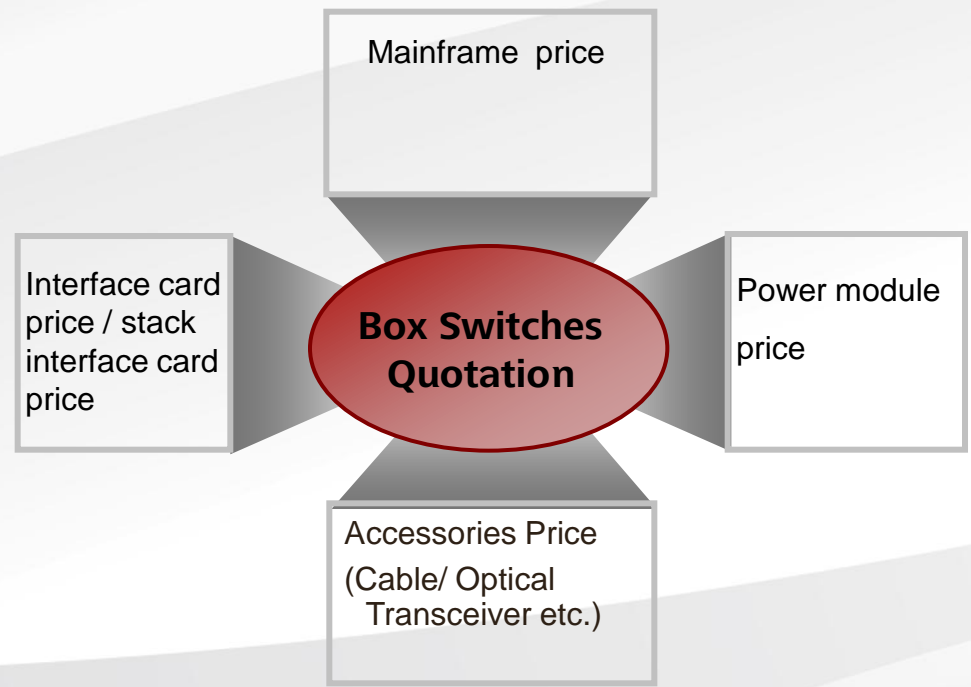 Mainframe price
Interface card
price / stack
interface card
price
Box Switches
Quotation
Power module
price
Accessories Price
(Cable/ Optical
Transceiver etc.)